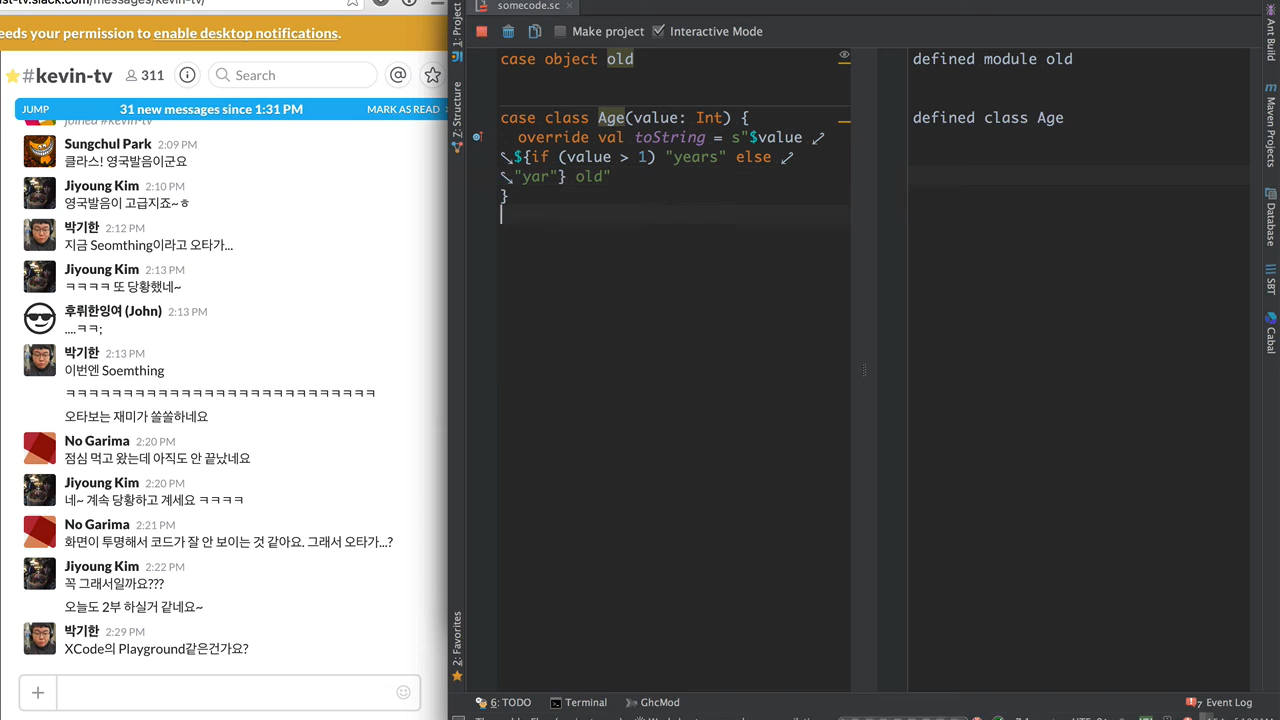 st-tv.slack.com/messages/kevin-tv/
eeds your permission to enable desktop notifications.
#kevin-tv
311
Search
JUMP
31 new messages since 1:31 PM
MARK AS READ
joined #kevin-tv
Sungchul Park 2:09 PM
클라스! 영국발음이군요
Jiyoung Kim 2:10 PM
영국발음이 고급지죠~ㅎ
박기한 2:12 PM
지금 Seomthing이라고 오타가...
Jiyoung Kim 2:13 PM
ㅋㅋㅋㅋ 또 당황했네~
후뤼한잉여 (John) 2:13 PM
....ㅋㅋ;
박기한 2:13 PM
이번엔 Soemthing
ㅋㅋㅋㅋㅋㅋㅋㅋㅋㅋㅋㅋㅋㅋㅋㅋㅋㅋㅋㅋㅋㅋㅋㅋㅋㅋㅋ
오타보는 재미가 쏠쏠하네요
No Garima 2:20 PM
점심 먹고 왔는데 아직도 안 끝났네요
Jiyoung Kim 2:20 PM
네~ 계속 당황하고 계세요 ㅋㅋㅋㅋ
No Garima 2:21 PM
화면이 투명해서 코드가 잘 안 보이는 것 같아요. 그래서 오타가...?
Jiyoung Kim 2:22 PM
꼭 그래서일까요???
오늘도 2부 하실거 같네요~
박기한 2:29 PM
XCode의 Playground같은건가요?
1: Project
7: Structure
2: Favorites
somecode.sc
Make project
Interactive Mode
case object old
case class Age(value: Int) {
override val toString = s"$value
${if (value > 1) "years" else
"yar"} old"
}
defined module old
defined class Age
Ant Build
Maven Projects
Database
SBT
Cabal
6: TODO
Terminal
GhcMod
7 Event Log